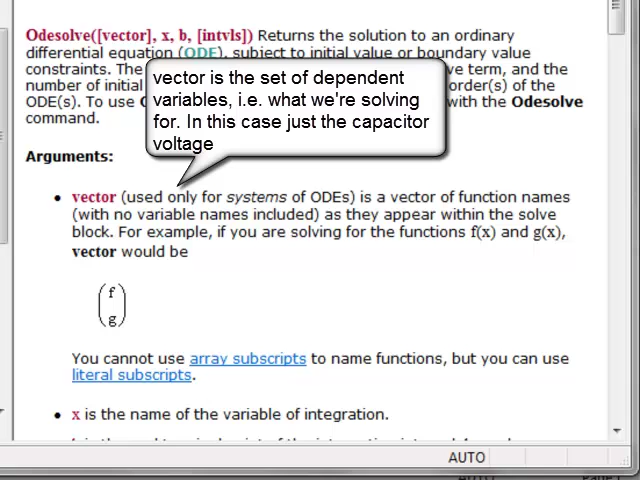 Odesolve([vector], x, b, [intvls]) Returns the solution to an ordinary
differential equation (ODE), subject to initial value or boundary value
constraints. The
ve term, and the
number of initial
order(s) of the
ODE(s). To use
with the Odesolve
command.
vector is the set of dependent
variables, i.e. what we're solving
for. In this case just the capacitor
voltage
Arguments:
• vector (used only for systems of ODEs) is a vector of function names
(with no variable names included) as they appear within the solve
block. For example, if you are solving for the functions f(x) and g(x),
vector would be
f
g
You cannot use array subscripts to name functions, but you can use
literal subscripts.
• x is the name of the variable of integration.
AUTO